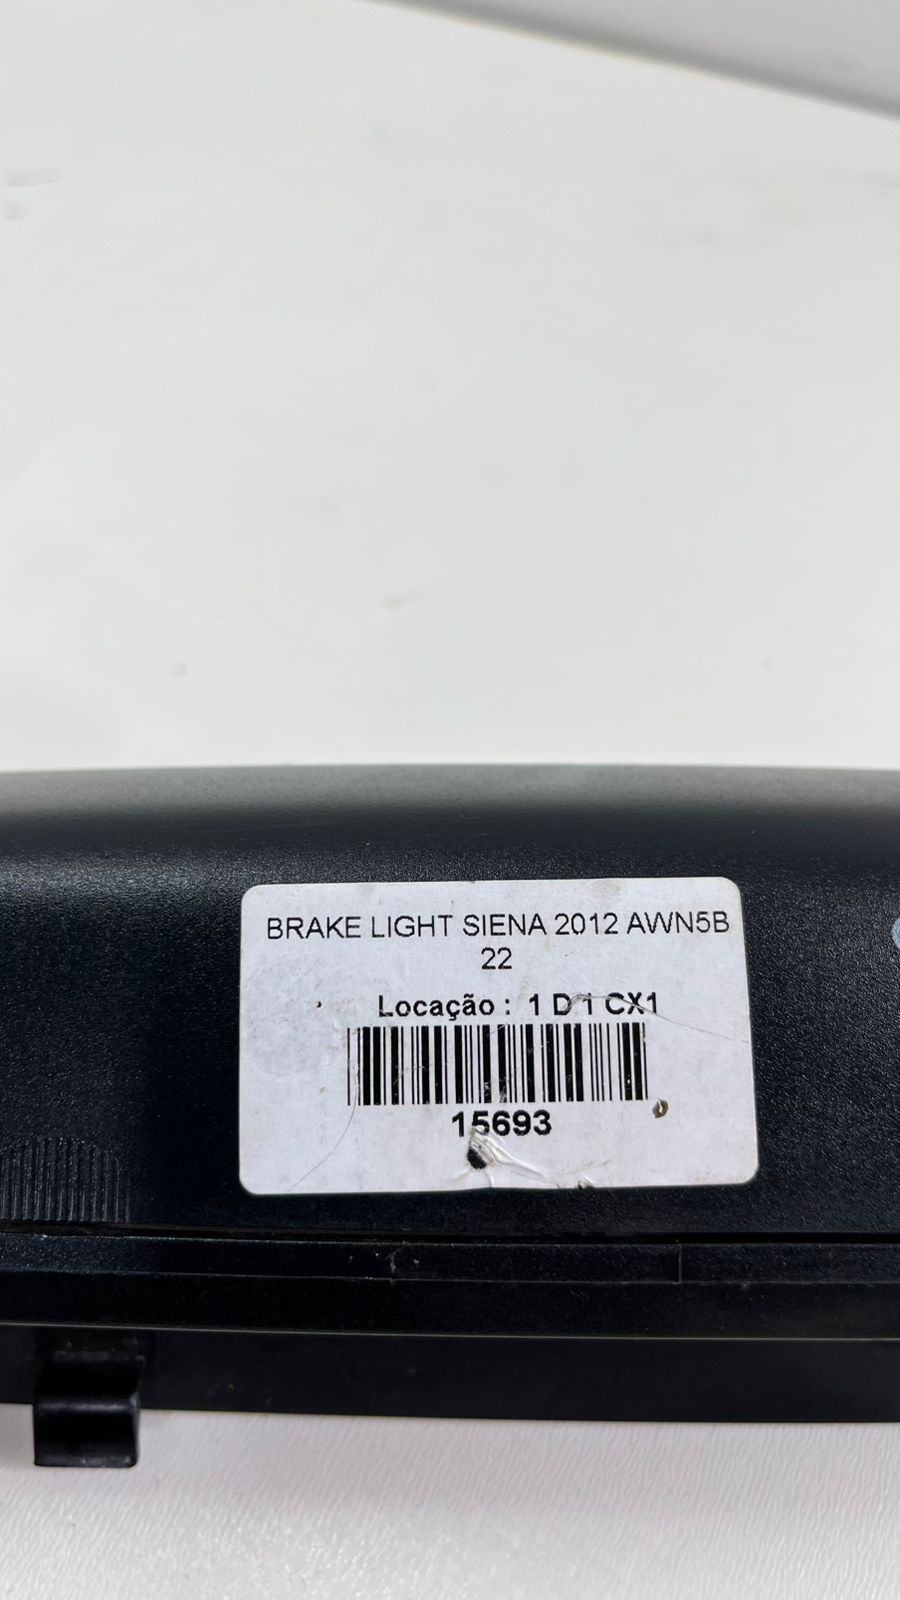 BRAKE LIGHT SIENA 2012 AWN5B
22
Locação : 1 D 1 CX1
15693